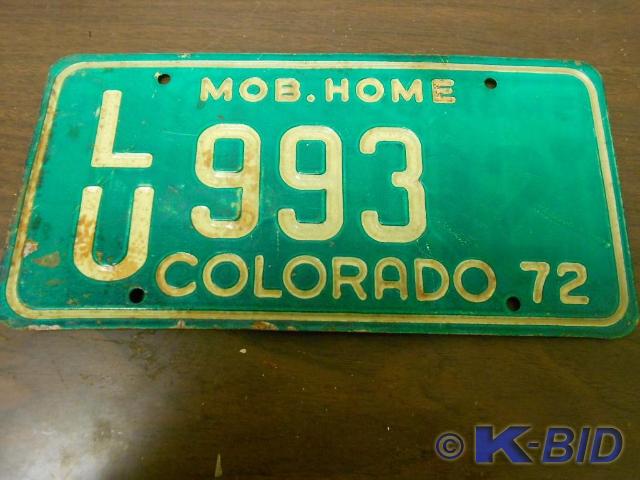 MOB. HOME
LU 993
COLORADO 72
© K-BID